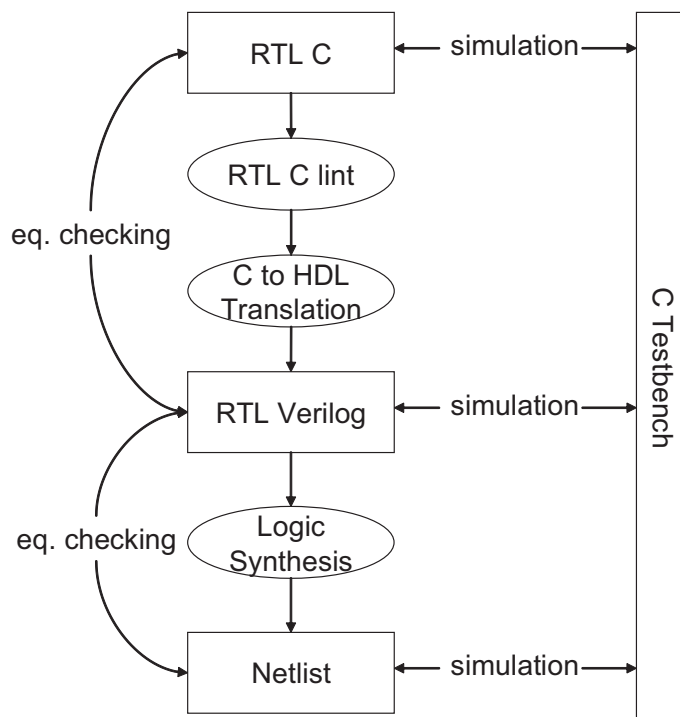 RTL C
simulation
RTL C lint
eq. checking
C to HDL
Translation
RTL Verilog
simulation
eq. checking
Logic
Synthesis
Netlist
simulation
C Testbench